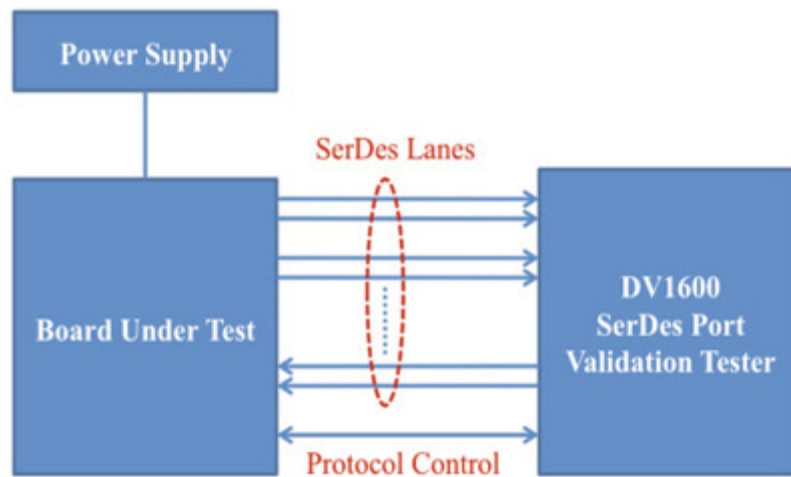 Power Supply
SerDes Lanes
Board Under Test
DV1600
SerDes Port
Validation Tester
Protocol Control